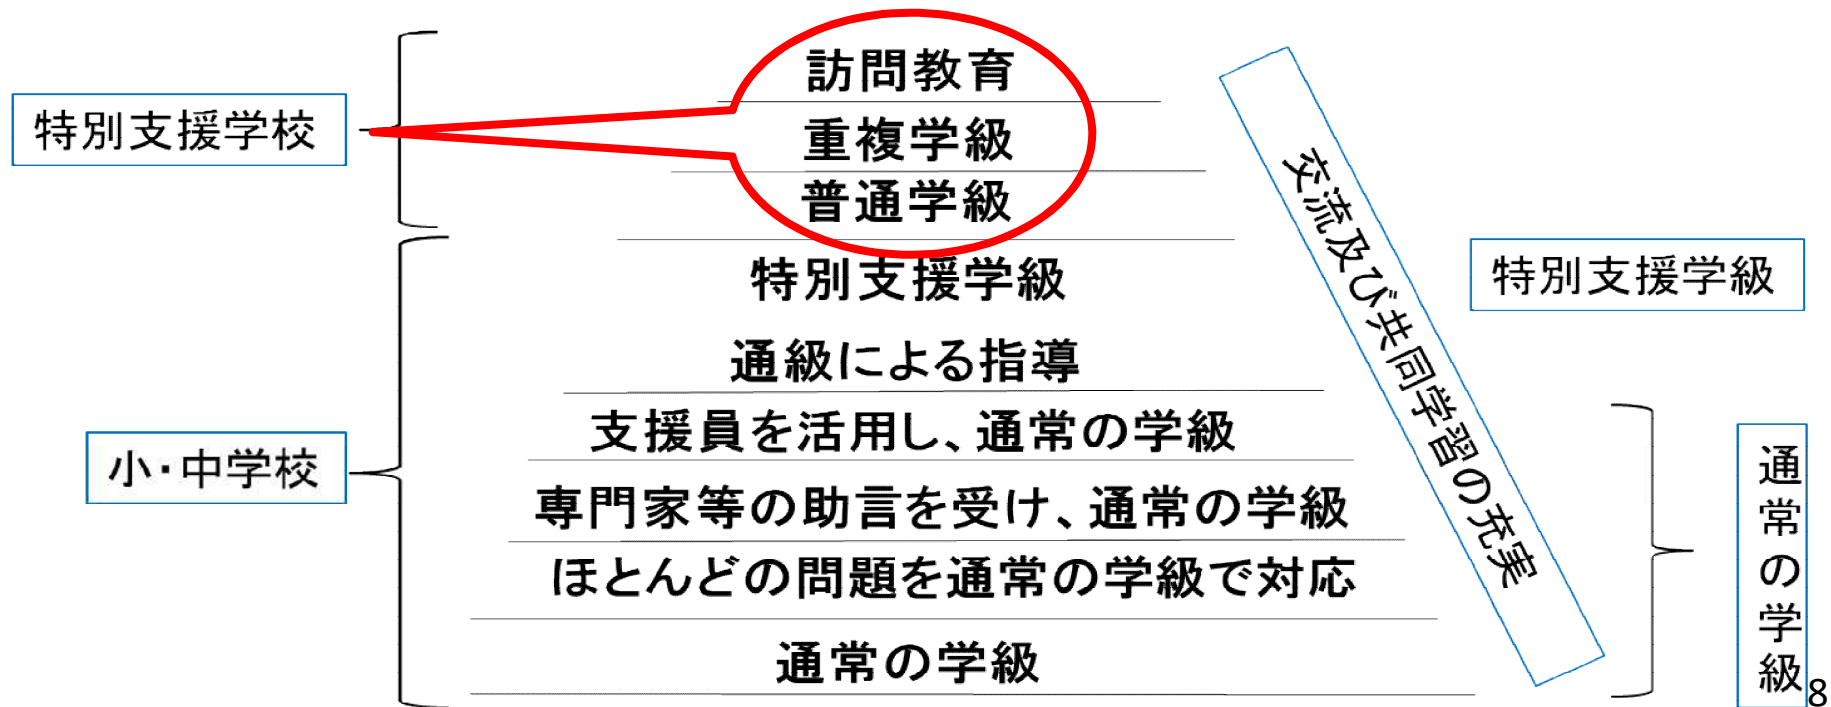 訪問教育
特別支援学校
重複学級
普通学級
特別支援学級
特別支援学級
通級による指導
支援員を活用し、通常の学級
小・中学校
専門家等の助言を受け、通常の学級
ほとんどの問題を通常の学級で対応
通常の学級
交流及び共同学習の充実
通常の学級
8